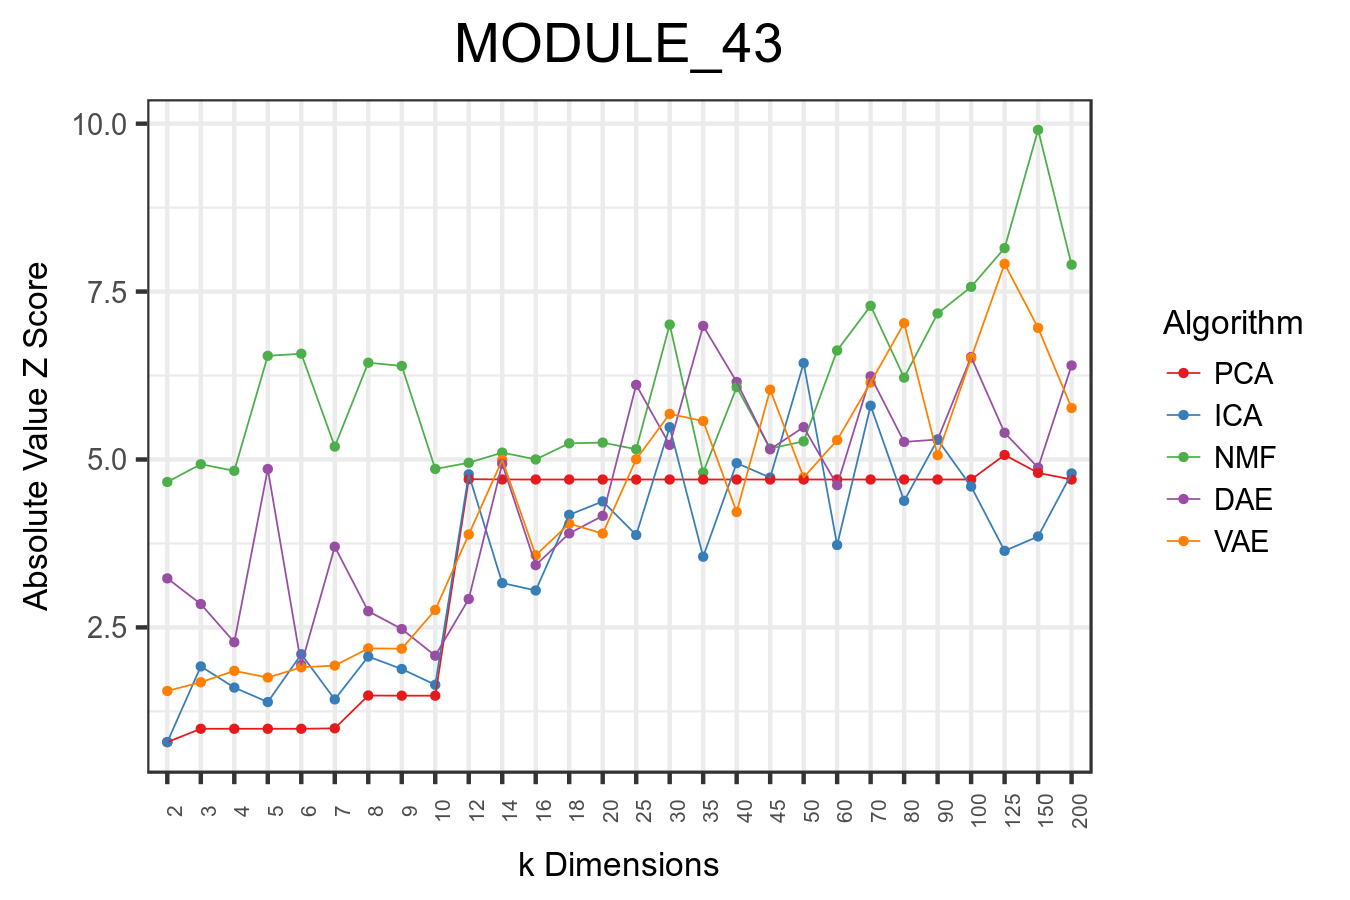 MODULE_43
Absolute Value Z Score
10.0
7.5
5.0
2.5
2 3 4 5 6 7 8 9 10 12 14 16 18 20 25 30 35 40 45 50 60 70 80 90 100 125 150 200
k Dimensions
Algorithm
PCA
ICA
NMF
DAE
VAE